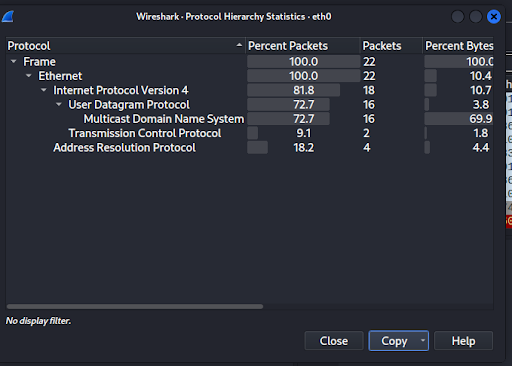 Wireshark · Protocol Hierarchy Statistics · eth0
Protocol Percent Packets Packets Percent Bytes
Frame 100.0 22 100.0
Ethernet 100.0 22 10.4
Internet Protocol Version 4 81.8 18 10.7
User Datagram Protocol 72.7 16 3.8
Multicast Domain Name System 72.7 16 69.9
Transmission Control Protocol 9.1 2 1.8
Address Resolution Protocol 18.2 4 4.4
No display filter.
Close Copy Help